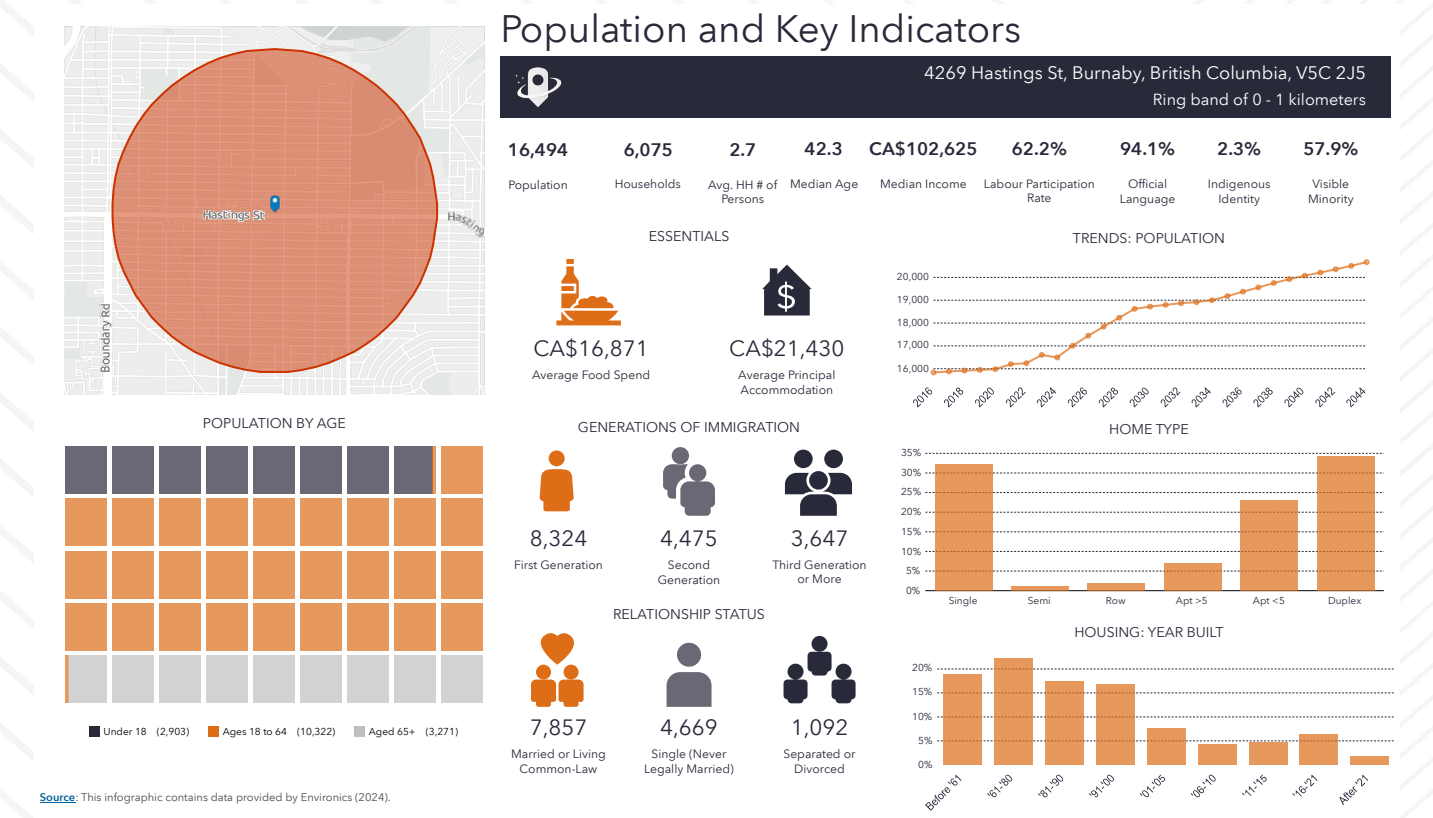 Population and Key Indicators
4269 Hastings St, Burnaby, British Columbia, V5C 2J5
Ring band of 0 - 1 kilometers
Hastings St
Hasting
Boundary Rd
16,494
Population
6,075
Households
2.7
Avg. HH # of
Persons
42.3
Median Age
CA$102,625
Median Income
62.2%
Labour Participation
Rate
94.1%
Official
Language
2.3%
Indigenous
Identity
57.9%
Visible
Minority
ESSENTIALS
$
CA$16,871
Average Food Spend
CA$21,430
Average Principal
Accommodation
TRENDS: POPULATION
20,000
19,000
18,000
17,000
16,000
2016
2018
2020
2022
2024
2026
2028
2030
2032
2034
2036
2038
2040
2042
2044
POPULATION BY AGE
Under 18 (2,903)
Ages 18 to 64 (10,322)
Aged 65+ (3,271)
GENERATIONS OF IMMIGRATION
8,324
First Generation
4,475
Second
Generation
3,647
Third Generation
or More
HOME TYPE
35%
30%
25%
20%
15%
10%
5%
0%
Single
Semi
Row
Apt >5
Apt <5
Duplex
RELATIONSHIP STATUS
7,857
Married or Living
Common-Law
4,669
Single (Never
Legally Married)
1,092
Separated or
Divorced
HOUSING: YEAR BUILT
20%
15%
10%
5%
0%
Before '61
'61-'80
'81-'90
'91-'00
'01-'05
'06-'10
'11-'15
'16-'21
After '21
Source: This infographic contains data provided by Environics (2024).